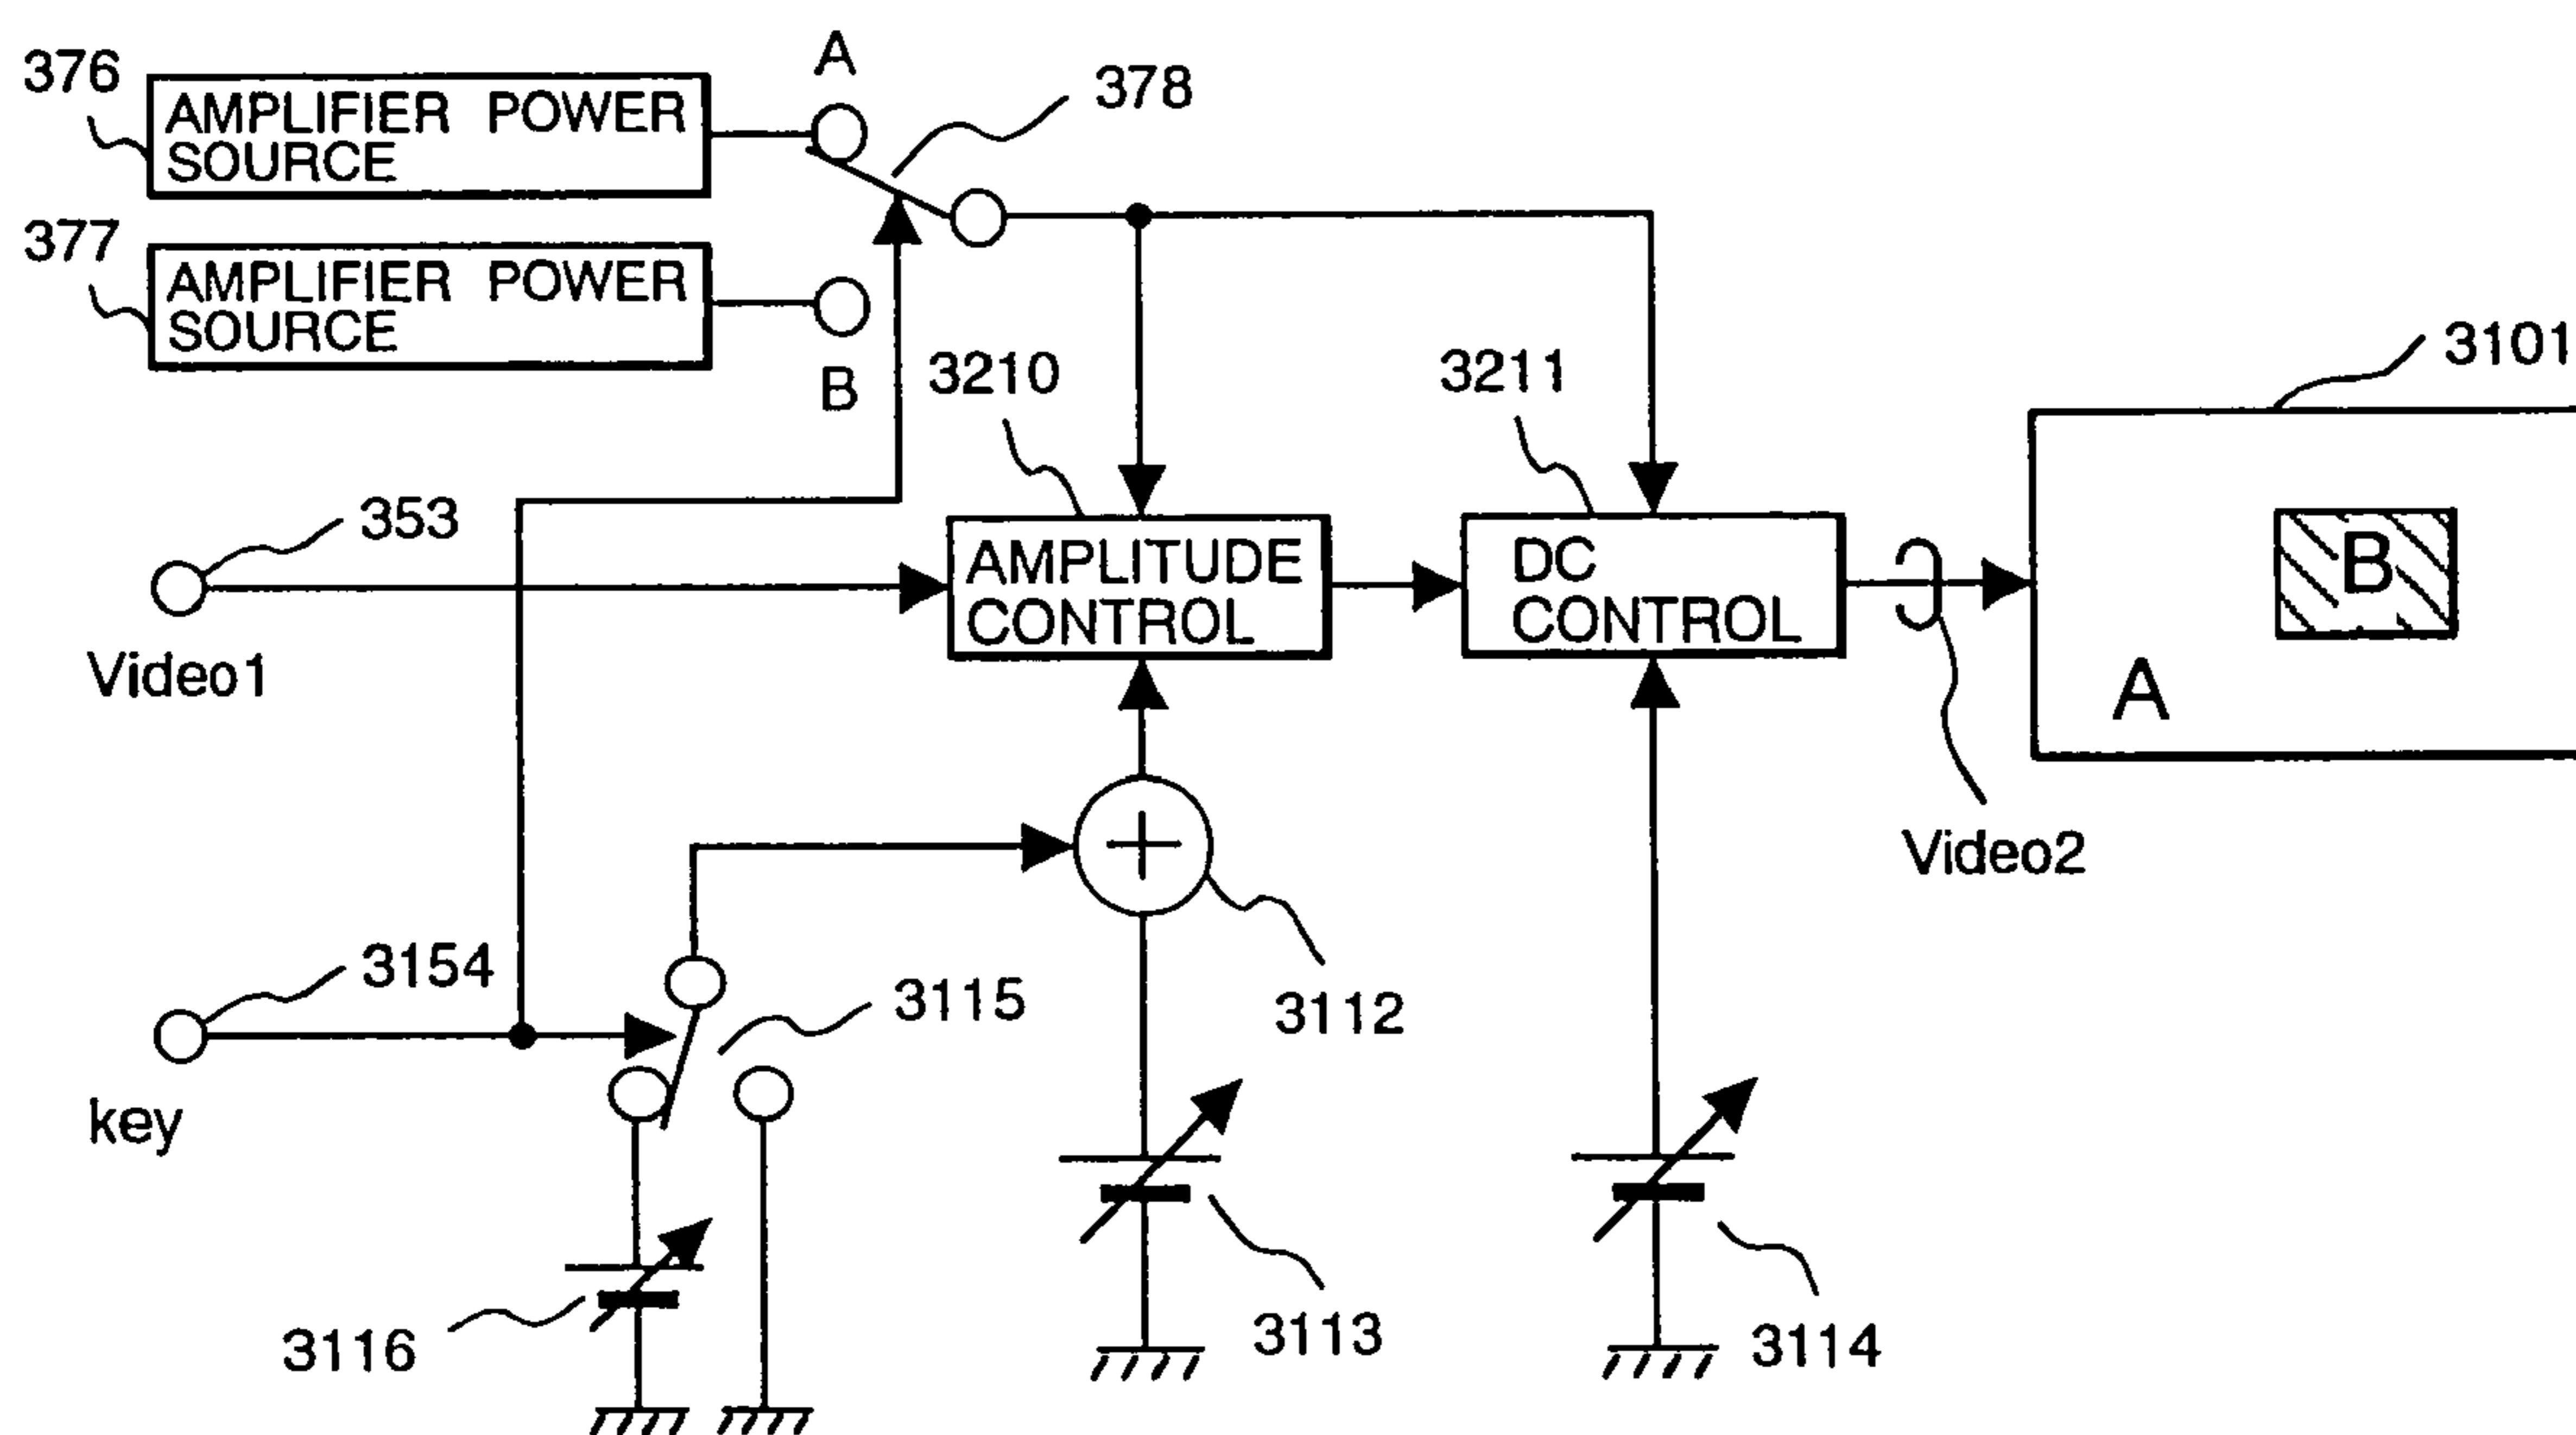 A
376
AMPLIFIER POWER
SOURCE
378
377
AMPLIFIER POWER
SOURCE
B
3210
3211
3101
353
AMPLITUDE
CONTROL
DC
CONTROL
B
A
Video1
Video2
3154
3115
3112
key
3116
3113
3114